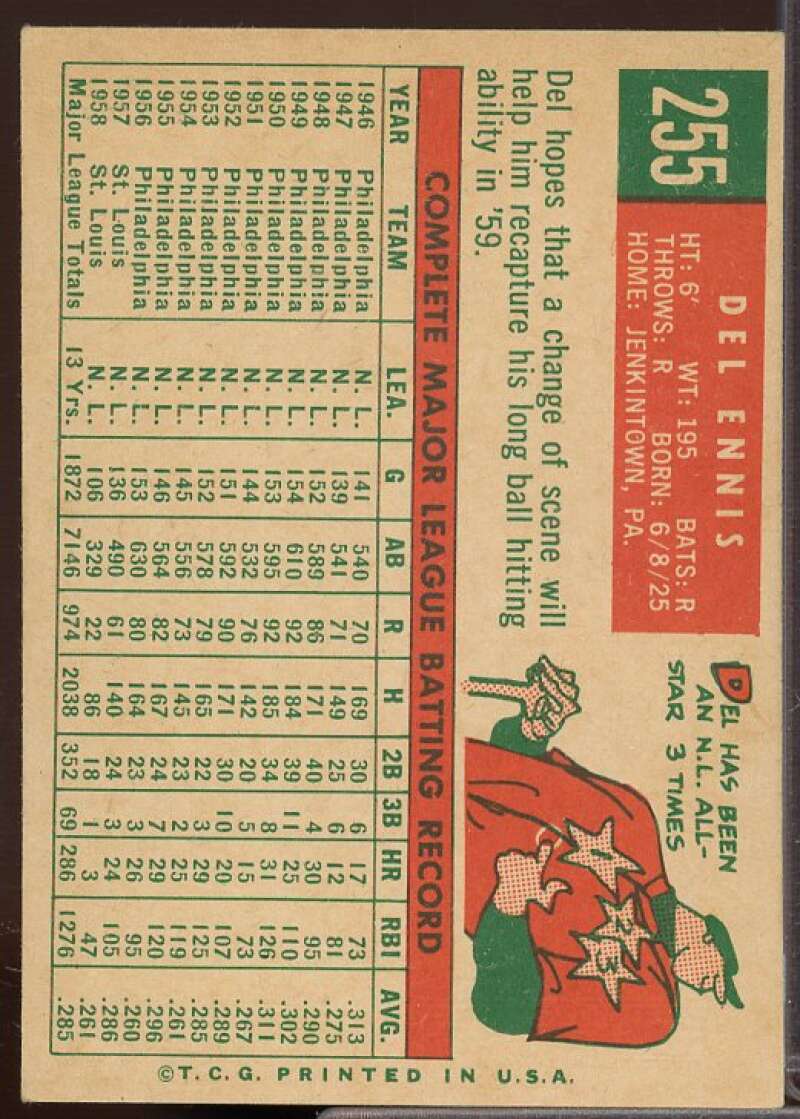 255
DEL ENNIS
HT: 6' WT: 195 BATS: R
THROWS: R BORN: 6/8/25
HOME: JENKINTOWN, PA.
DEL HAS BEEN
AN N.L. ALL-
STAR 3 TIMES
1
2
3
Del hopes that a change of scene will
help him recapture his long ball hitting
ability in '59.
COMPLETE MAJOR LEAGUE BATTING RECORD
YEAR TEAM LEA. G AB R H 2B 3B HR RBI AVG.
1946 Philadelphia N. L. 141 540 70 169 30 6 17 73 .313
1947 Philadelphia N. L. 139 541 71 149 25 6 12 81 .275
1948 Philadelphia N. L. 152 589 86 171 40 4 30 95 .290
1949 Philadelphia N. L. 154 610 92 184 39 11 25 110 .302
1950 Philadelphia N. L. 153 595 92 185 34 8 31 126 .311
1951 Philadelphia N. L. 144 532 76 142 20 5 15 73 .267
1952 Philadelphia N. L. 151 592 90 171 30 10 20 107 .289
1953 Philadelphia N. L. 152 578 79 165 22 3 29 125 .285
1954 Philadelphia N. L. 145 556 73 145 23 2 25 119 .261
1955 Philadelphia N. L. 146 564 82 167 24 7 29 120 .296
1956 Philadelphia N. L. 153 630 80 164 23 3 26 95 .260
1957 St. Louis N. L. 136 490 61 140 24 3 24 105 .286
1958 St. Louis N. L. 106 329 22 86 18 1 3 47 .261
Major League Totals 13 Yrs. 1872 7146 974 2038 352 69 286 1276 .285
©T.C.G. PRINTED IN U.S.A.